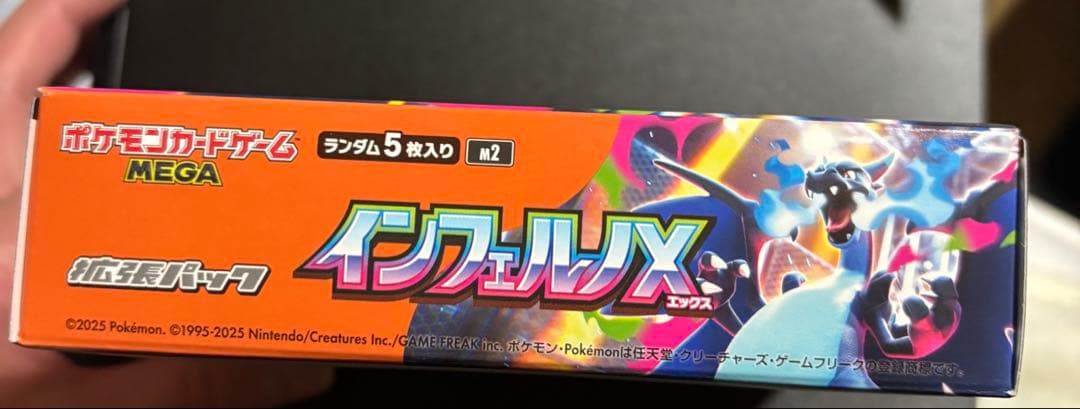 ポケモンカードゲーム
MEGA
ランダム5枚入り
M2
インフェルノX
エックス
拡張パック
©2025 Pokémon. ©1995-2025 Nintendo/Creatures Inc./GAME FREAK inc. ポケモン・Pokémonは任天堂・クリーチャーズ・ゲームフリークの登録商標です。